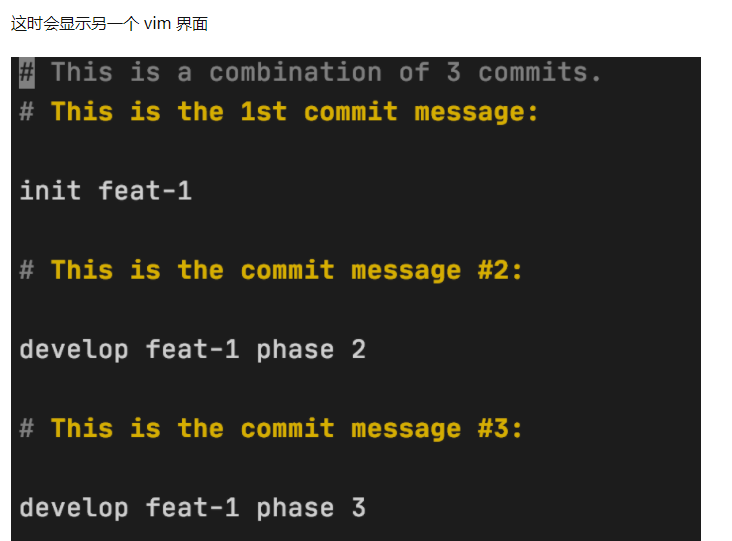 这时会显示另一个 vim 界面
# This is a combination of 3 commits.
# This is the 1st commit message:
init feat-1
# This is the commit message #2:
develop feat-1 phase 2
# This is the commit message #3:
develop feat-1 phase 3